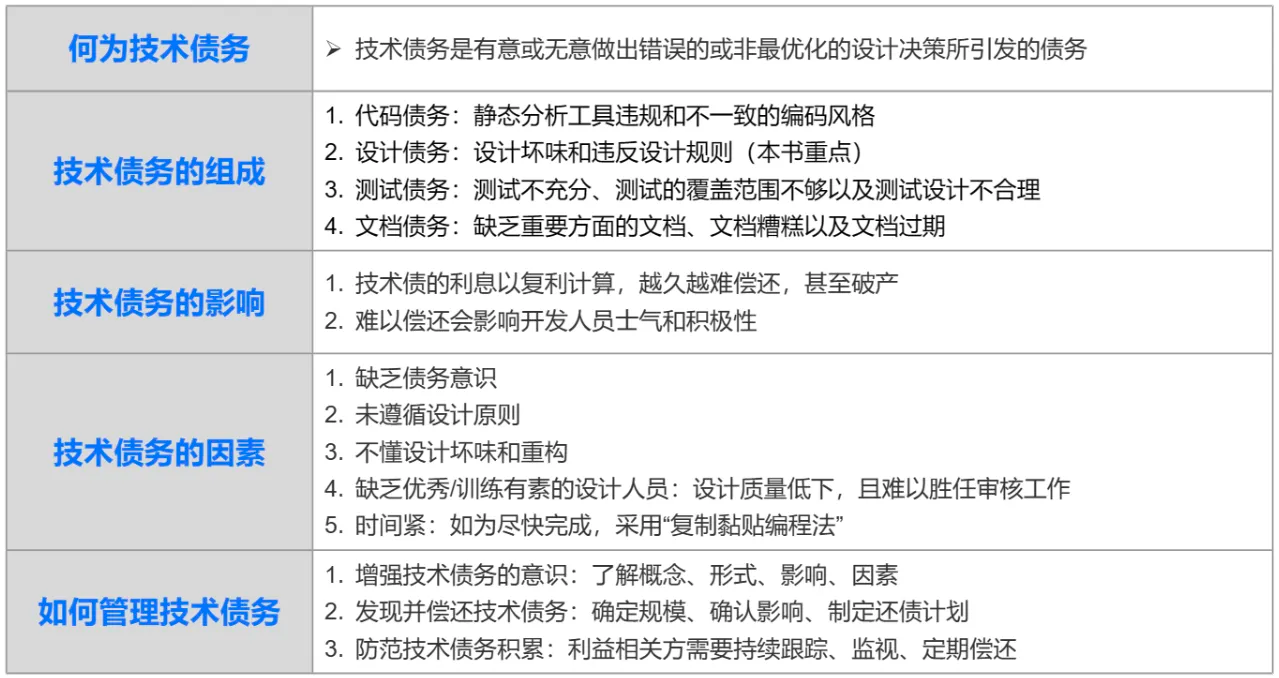 何为技术债务
➢ 技术债务是有意或无意做出错误的或非最优化的设计决策所引发的债务
技术债务的组成
1. 代码债务：静态分析工具违规和不一致的编码风格
2. 设计债务：设计坏味和违反设计规则（本书重点）
3. 测试债务：测试不充分、测试的覆盖范围不够以及测试设计不合理
4. 文档债务：缺乏重要方面的文档、文档糟糕以及文档过期
技术债务的影响
1. 技术债的利息以复利计算，越久越难偿还，甚至破产
2. 难以偿还会影响开发人员士气和积极性
技术债务的因素
1. 缺乏债务意识
2. 未遵循设计原则
3. 不懂设计坏味和重构
4. 缺乏优秀/训练有素的设计人员：设计质量低下，且难以胜任审核工作
5. 时间紧：如为尽快完成，采用“复制黏贴编程法”
如何管理技术债务
1. 增强技术债务的意识：了解概念、形式、影响、因素
2. 发现并偿还技术债务：确定规模、确认影响、制定还债计划
3. 防范技术债务积累：利益相关方需要持续跟踪、监视、定期偿还